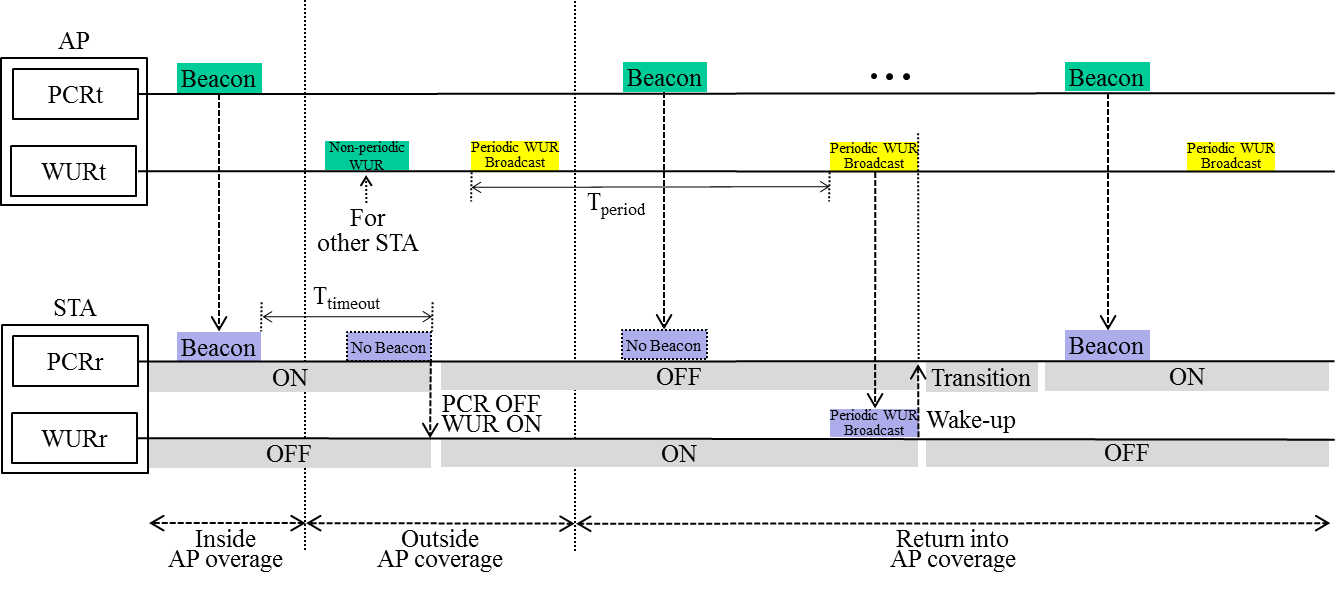 AP
PCRt
Beacon
Beacon
• • •
Beacon
WURt
Non-periodic
WUR
Periodic WUR
Broadcast
Periodic WUR
Broadcast
Periodic WUR
Broadcast
For
other STA
Tperiod
STA
Ttimeout
PCRr
Beacon
No Beacon
No Beacon
Beacon
ON
OFF
Transition
ON
PCR OFF
WUR ON
Periodic WUR
Broadcast
Wake-up
WURr
OFF
ON
OFF
Inside
AP overage
Outside
AP coverage
Return into
AP coverage